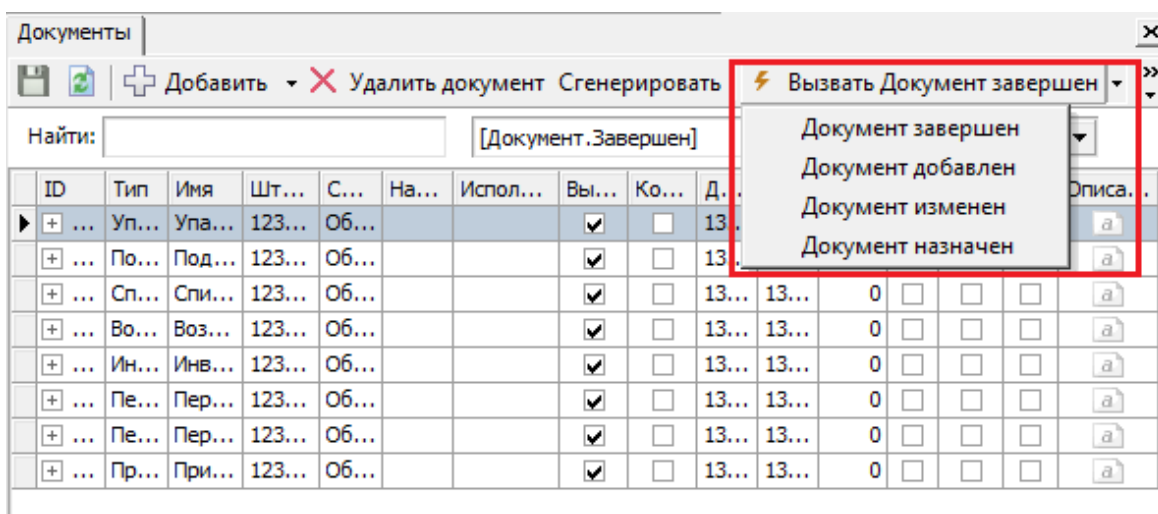 Документы
Добавить Удалить документ Сгенерировать Вызвать Документ завершен
Найти: [Документ.Завершен]
Документ завершен
Документ добавлен
Документ изменен
Документ назначен
ID Тип Имя Шт... С... На... Испол... Вы... Ко... Д... Описа...
... Уп... Упа... 123... Об... 13... a
... По... Под... 123... Об... 13... a
... Сп... Спи... 123... Об... 13... 13... 0 a
... Во... Воз... 123... Об... 13... 13... 0 a
... Ин... Инв... 123... Об... 13... 13... 0 a
... Пе... Пер... 123... Об... 13... 13... 0 a
... Пе... Пер... 123... Об... 13... 13... 0 a
... Пр... При... 123... Об... 13... 13... 0 a